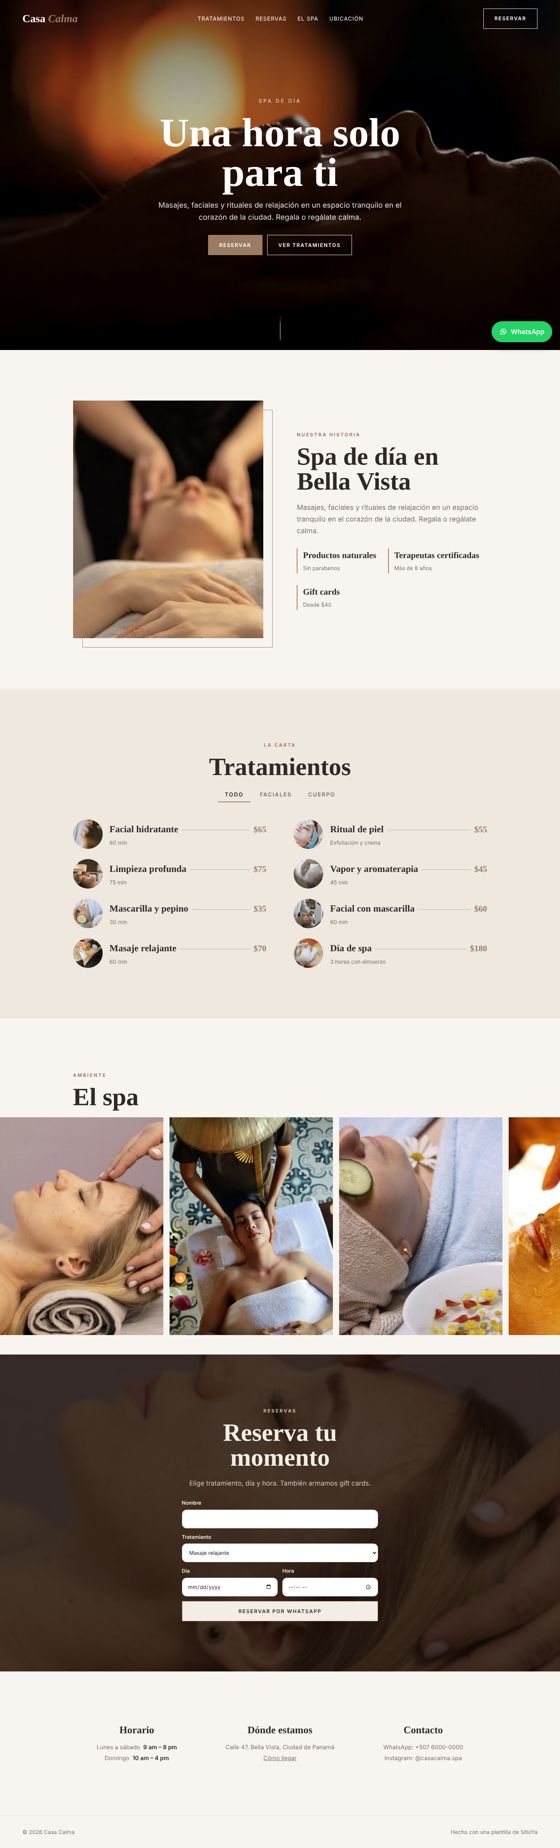 Casa Calma
TRATAMIENTOS RESERVAS EL SPA UBICACIÓN
RESERVAR
SPA DE DÍA
Una hora solo
para ti
Masajes, faciales y rituales de relajación en un espacio tranquilo en el
corazón de la ciudad. Regala o regálate calma.
RESERVAR
VER TRATAMIENTOS
WhatsApp
NUESTRA HISTORIA
Spa de día en
Bella Vista
Masajes, faciales y rituales de relajación en un espacio
tranquilo en el corazón de la ciudad. Regala o regálate
calma.
Productos naturales
Sin parabenos
Terapeutas certificadas
Más de 8 años
Gift cards
Desde $40
LA CARTA
Tratamientos
TODO FACIALES CUERPO
Facial hidratante $65
60 min
Ritual de piel $55
Exfoliación y crema
Limpieza profunda $75
75 min
Vapor y aromaterapia $45
45 min
Mascarilla y pepino $35
30 min
Facial con mascarilla $60
60 min
Masaje relajante $70
60 min
Día de spa $180
3 horas con almuerzo
AMBIENTE
El spa
RESERVAS
Reserva tu
momento
Elige tratamiento, día y hora. También armamos gift cards.
Nombre
Tratamiento
Masaje relajante
Día Hora
mm/dd/yyyy --:-- --
RESERVAR POR WHATSAPP
Horario
Lunes a sábado 9 am – 8 pm
Domingo 10 am – 4 pm
Dónde estamos
Calle 47, Bella Vista, Ciudad de Panamá
Cómo llegar
Contacto
WhatsApp: +507 6000-0000
Instagram: @casacalma.spa
© 2026 Casa Calma
Hecho con una plantilla de SitioYa